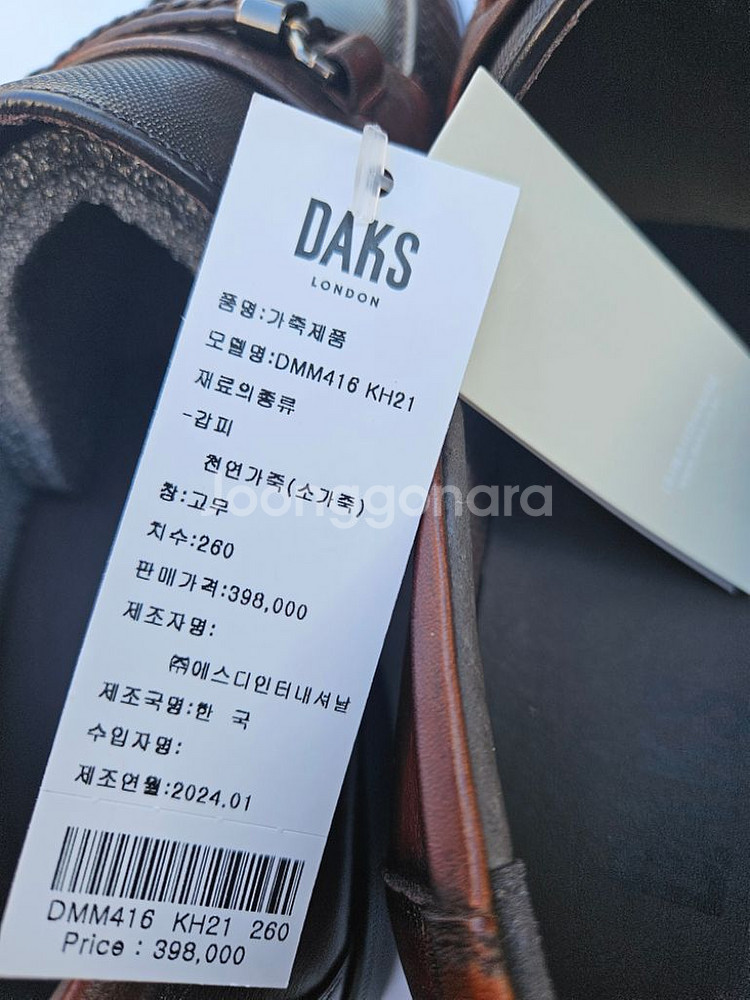 DAKS
LONDON
품명:가죽제품
모델명:DMM416 KH21
재료의종류
-갑피
천연가죽(소가죽)
창:고무
치수:260
판매가격:398,000
제조자명:
㈜에스디인터내셔날
제조국명:한 국
수입자명:
제조연월:2024.01
DMM416 KH21 260
Price : 398,000
Joonggonara